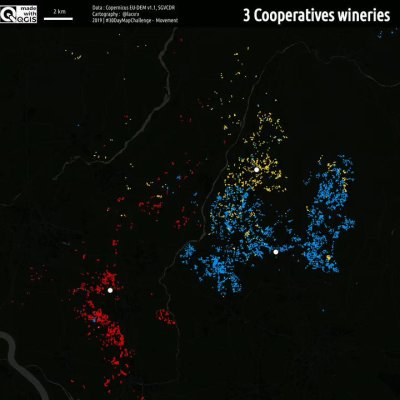 made
with
QGIS
2 km
Data : Copernicus EU-DEM v1.1, SGVCDR
Cartography : @lacoro
2019 | #30DayMapChallenge - Movement
3 Cooperatives wineries